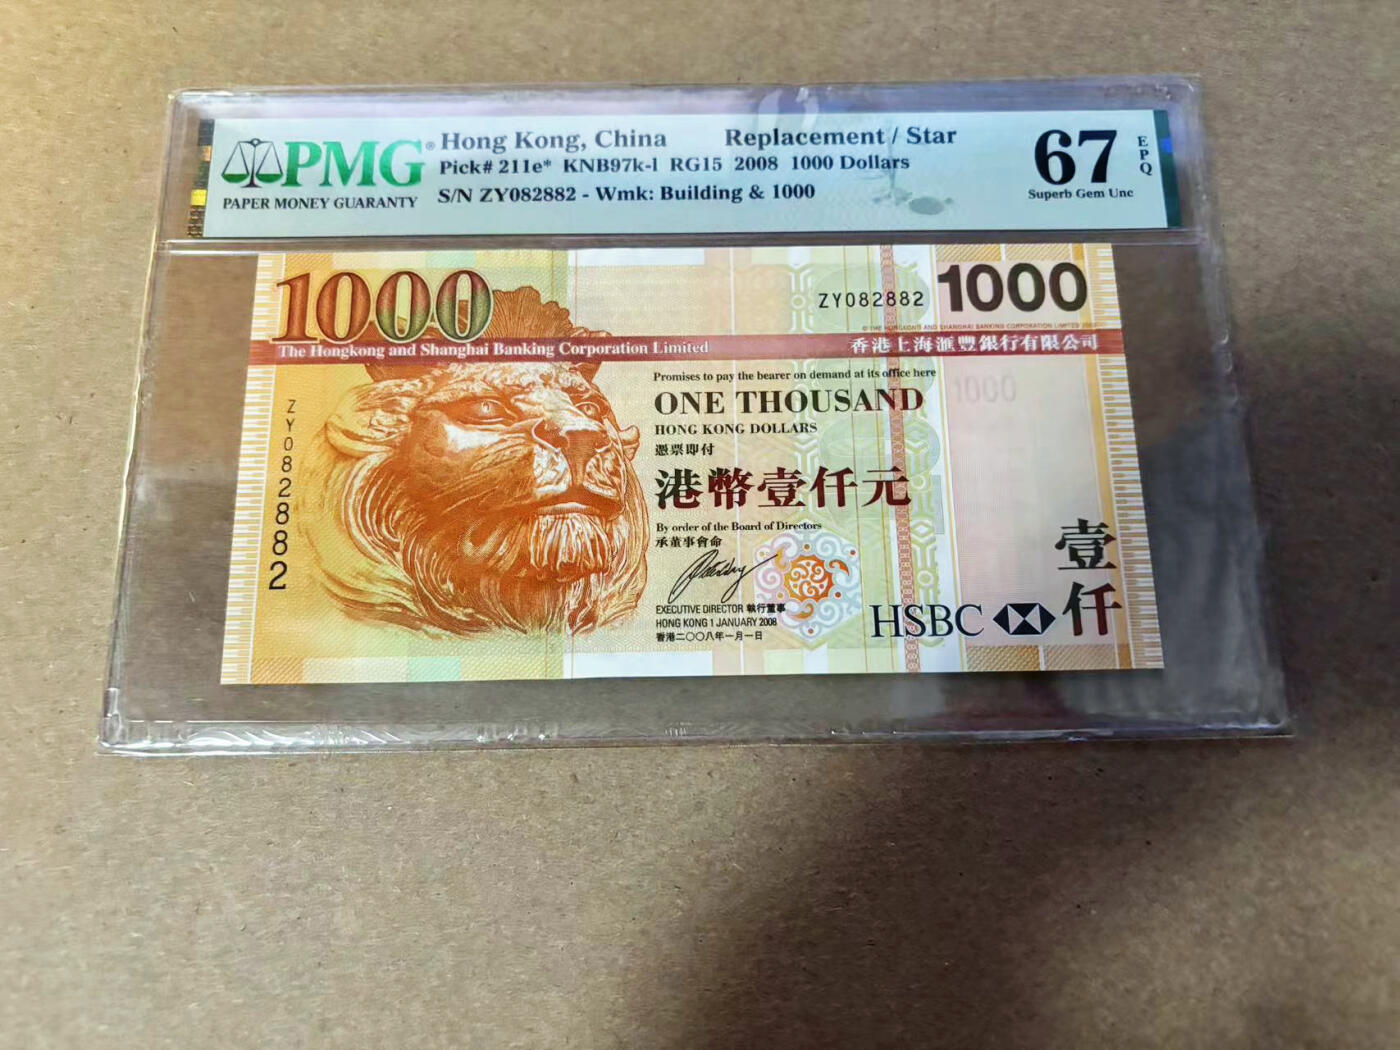 PMG®
PAPER MONEY GUARANTY
Hong Kong, China Replacement / Star
Pick# 211e* KNB97k-l RG15 2008 1000 Dollars
S/N ZY082882 - Wmk: Building & 1000
67
EPQ
Superb Gem Unc
1000
ZY082882
1000
The Hongkong and Shanghai Banking Corporation Limited
香港上海滙豐銀行有限公司
Promises to pay the bearer on demand at its office here
ONE THOUSAND
HONG KONG DOLLARS
憑票即付
港幣壹仟元
By order of the Board of Directors
承董事會命
EXECUTIVE DIRECTOR 執行董事
HONG KONG 1 JANUARY 2008
香港二〇〇八年一月一日
ZY082882
1000
壹仟
HSBC